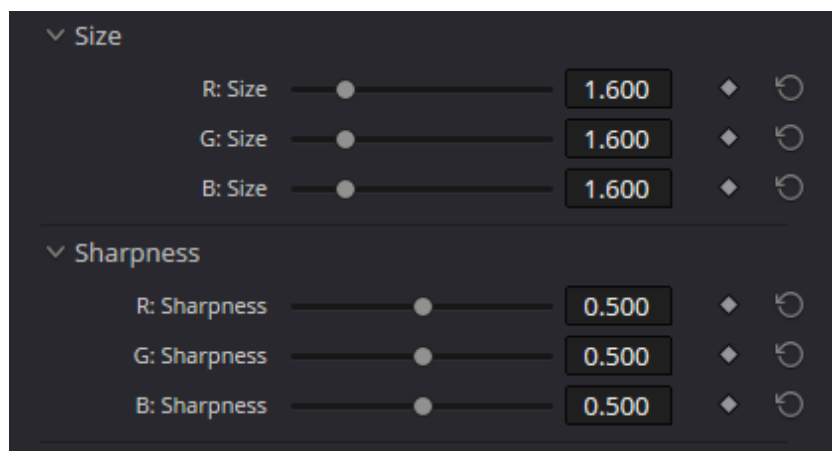 Size
R: Size 1.600
G: Size 1.600
B: Size 1.600
Sharpness
R: Sharpness 0.500
G: Sharpness 0.500
B: Sharpness 0.500